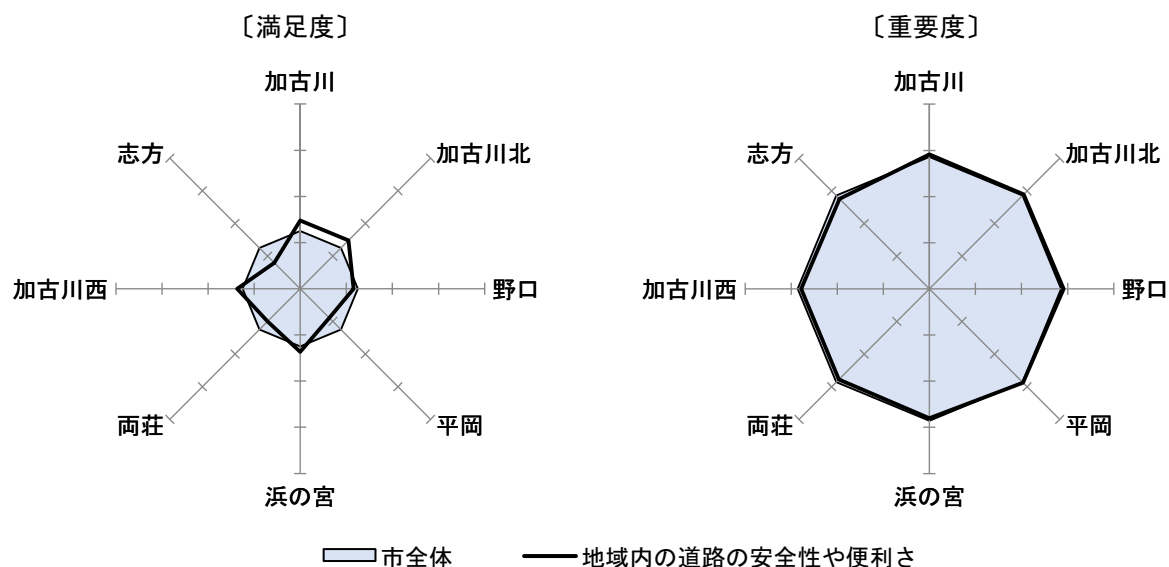 〔満足度〕
加古川
加古川北
野口
平岡
浜の宮
両荘
加古川西
志方
〔重要度〕
加古川
加古川北
野口
平岡
浜の宮
両荘
加古川西
志方
市全体
地域内の道路の安全性や便利さ